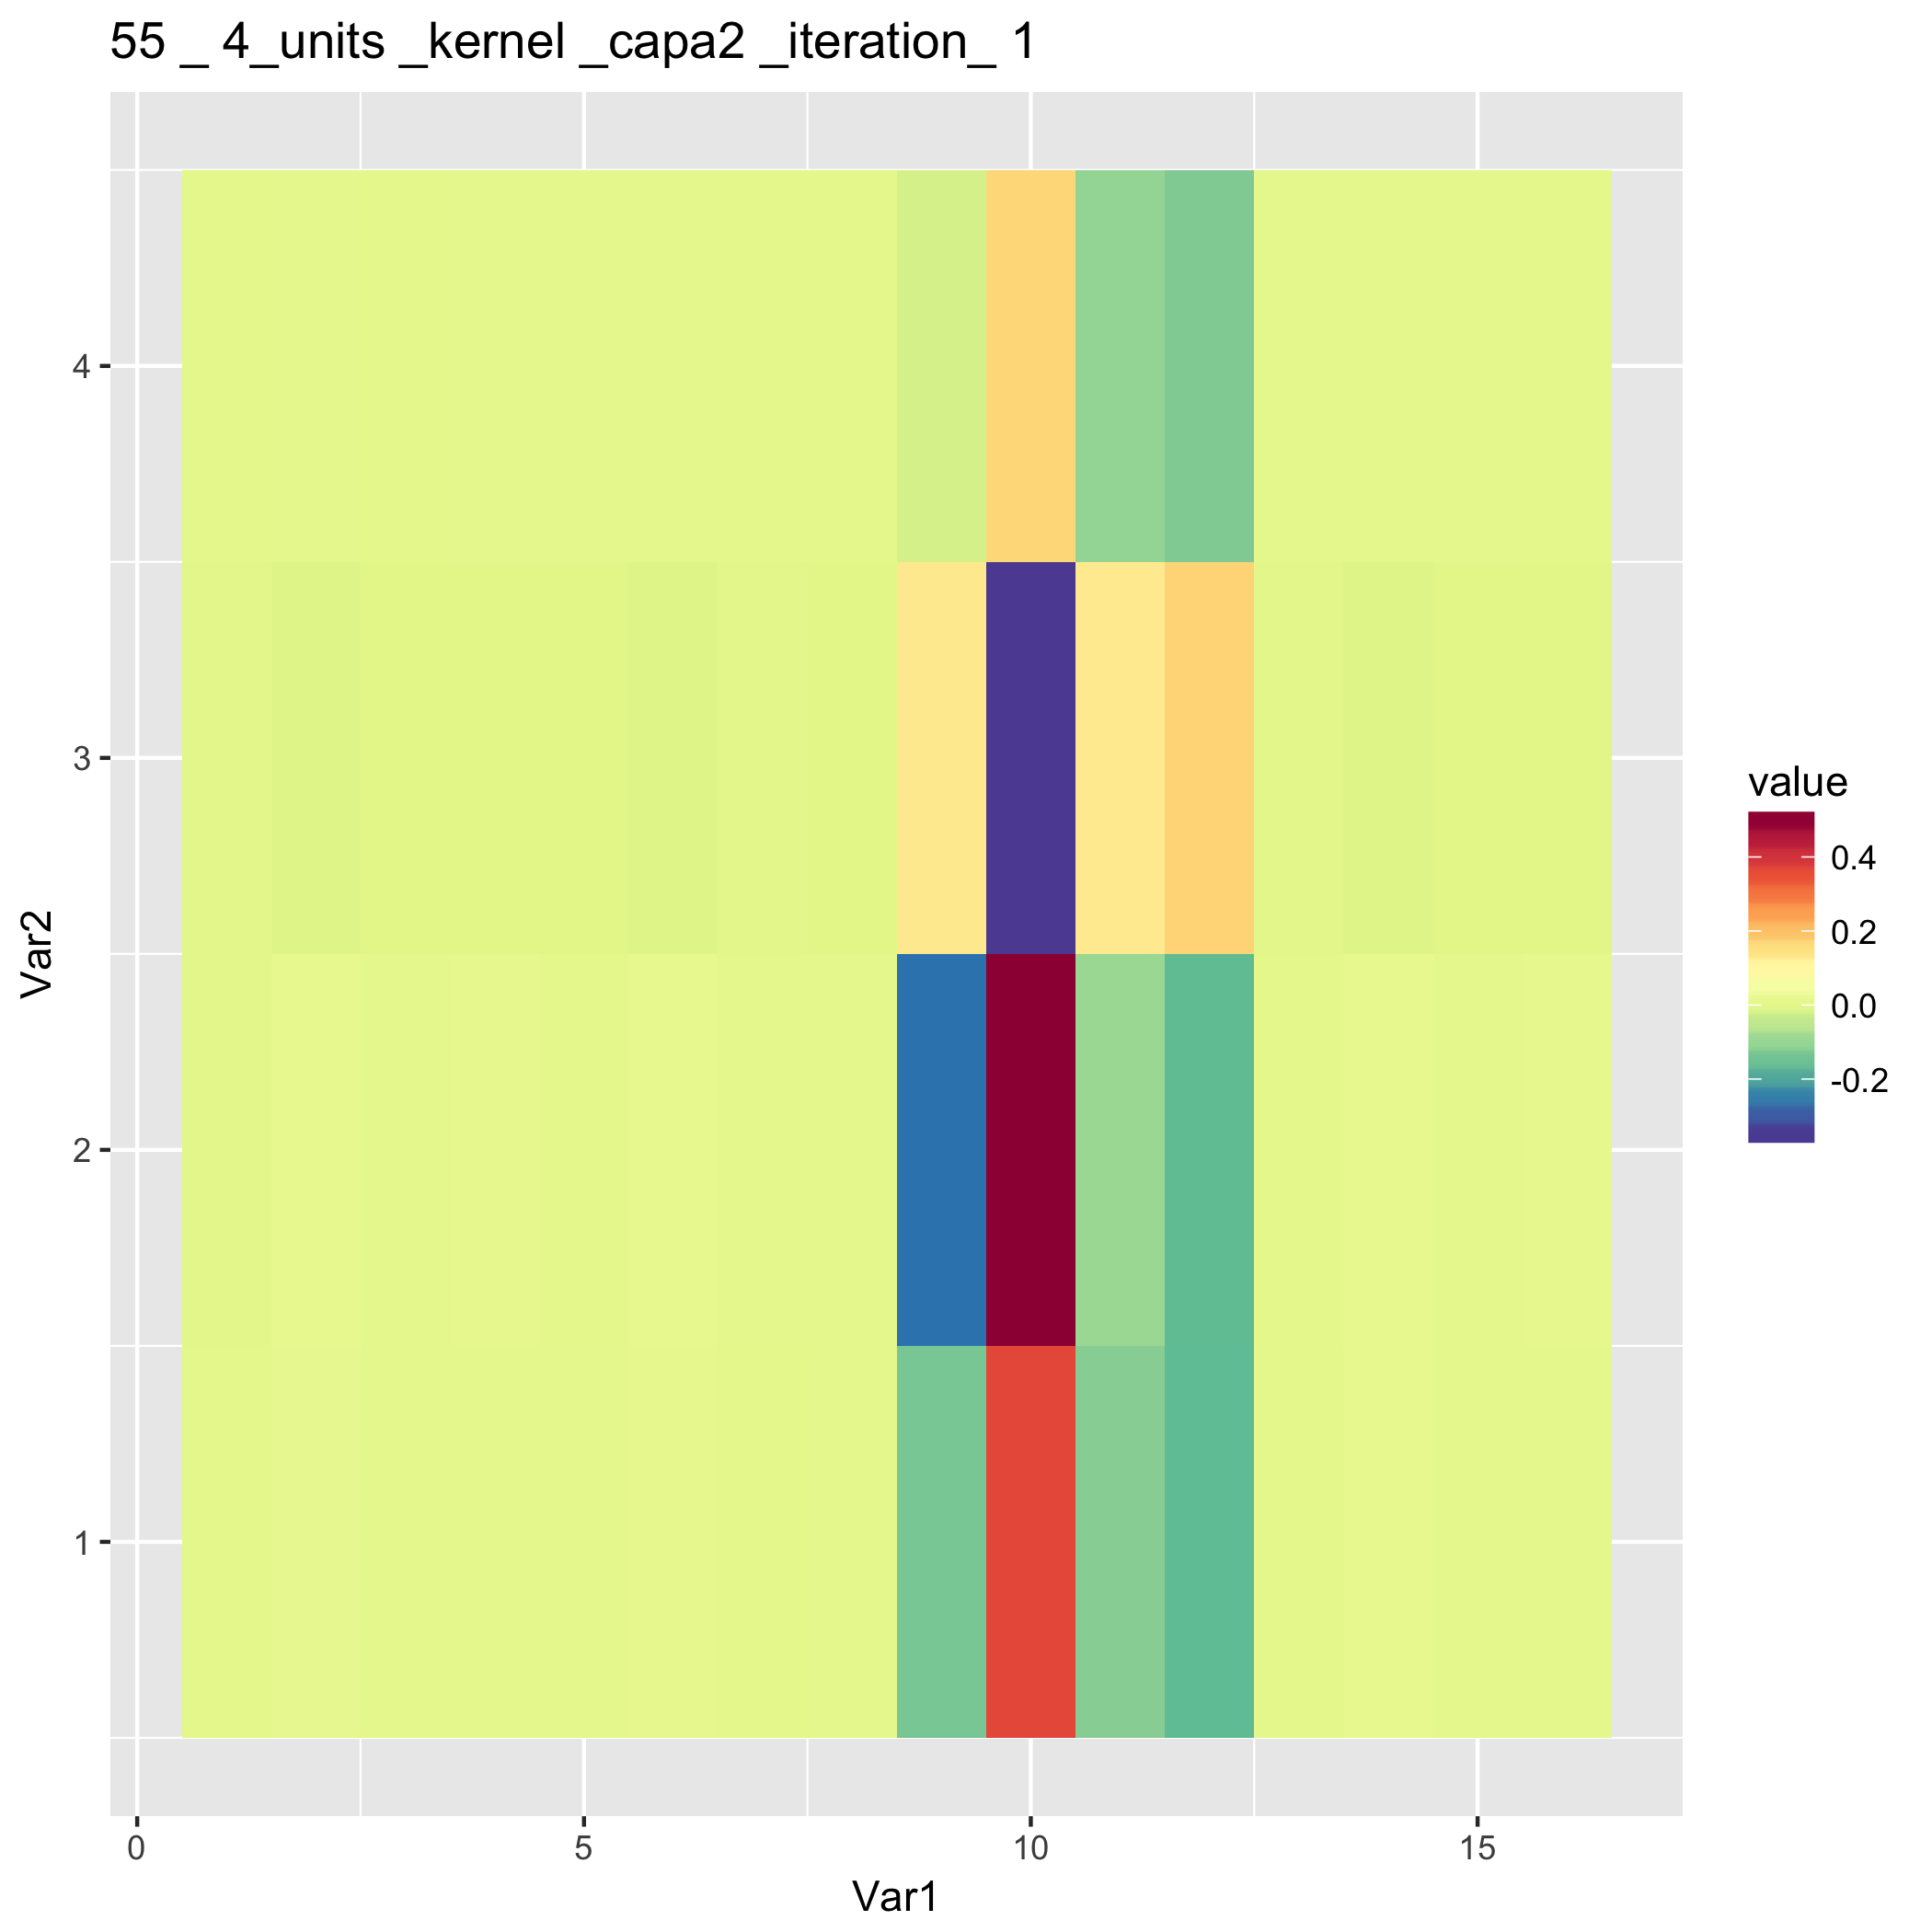 55 _ 4_units _kernel _capa2 _iteration_ 1
4
3
2
1
Var2
0 5 10 15
Var1
value
0.4
0.2
0.0
-0.2